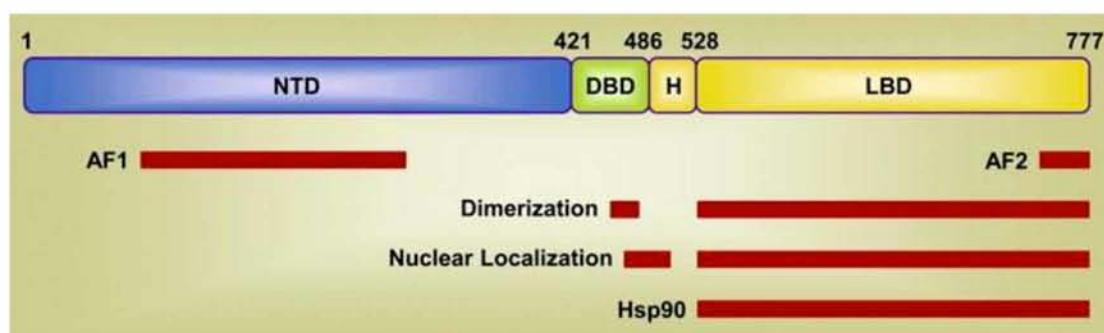 1 421 486 528 777
NTD DBD H LBD
AF1 AF2
Dimerization
Nuclear Localization
Hsp90